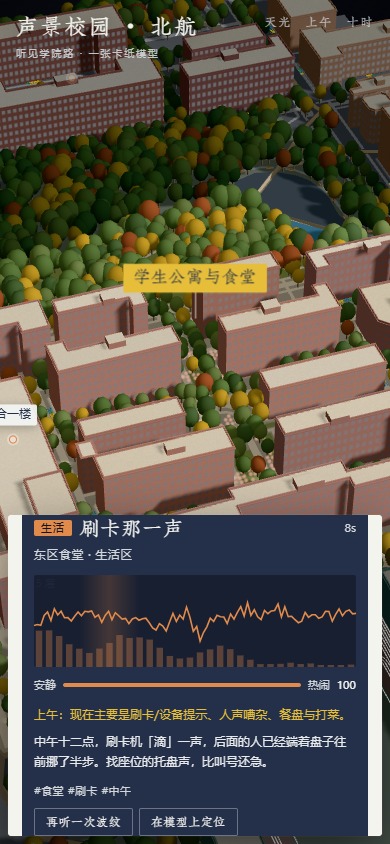 声景校园 • 北航
天光 上午 十时
听见学院路 · 一张卡纸模型
学生公寓与食堂
合一楼
生活 刷卡那一声 8s
东区食堂 · 生活区
安静 热闹 100
上午：现在主要是刷卡/设备提示、人声嘈杂、餐盘与打菜。
中午十二点，刷卡机「滴」一声，后面的人已经端着盘子往
前挪了半步。找座位的托盘声，比叫号还急。
#食堂 #刷卡 #中午
再听一次波纹 在模型上定位